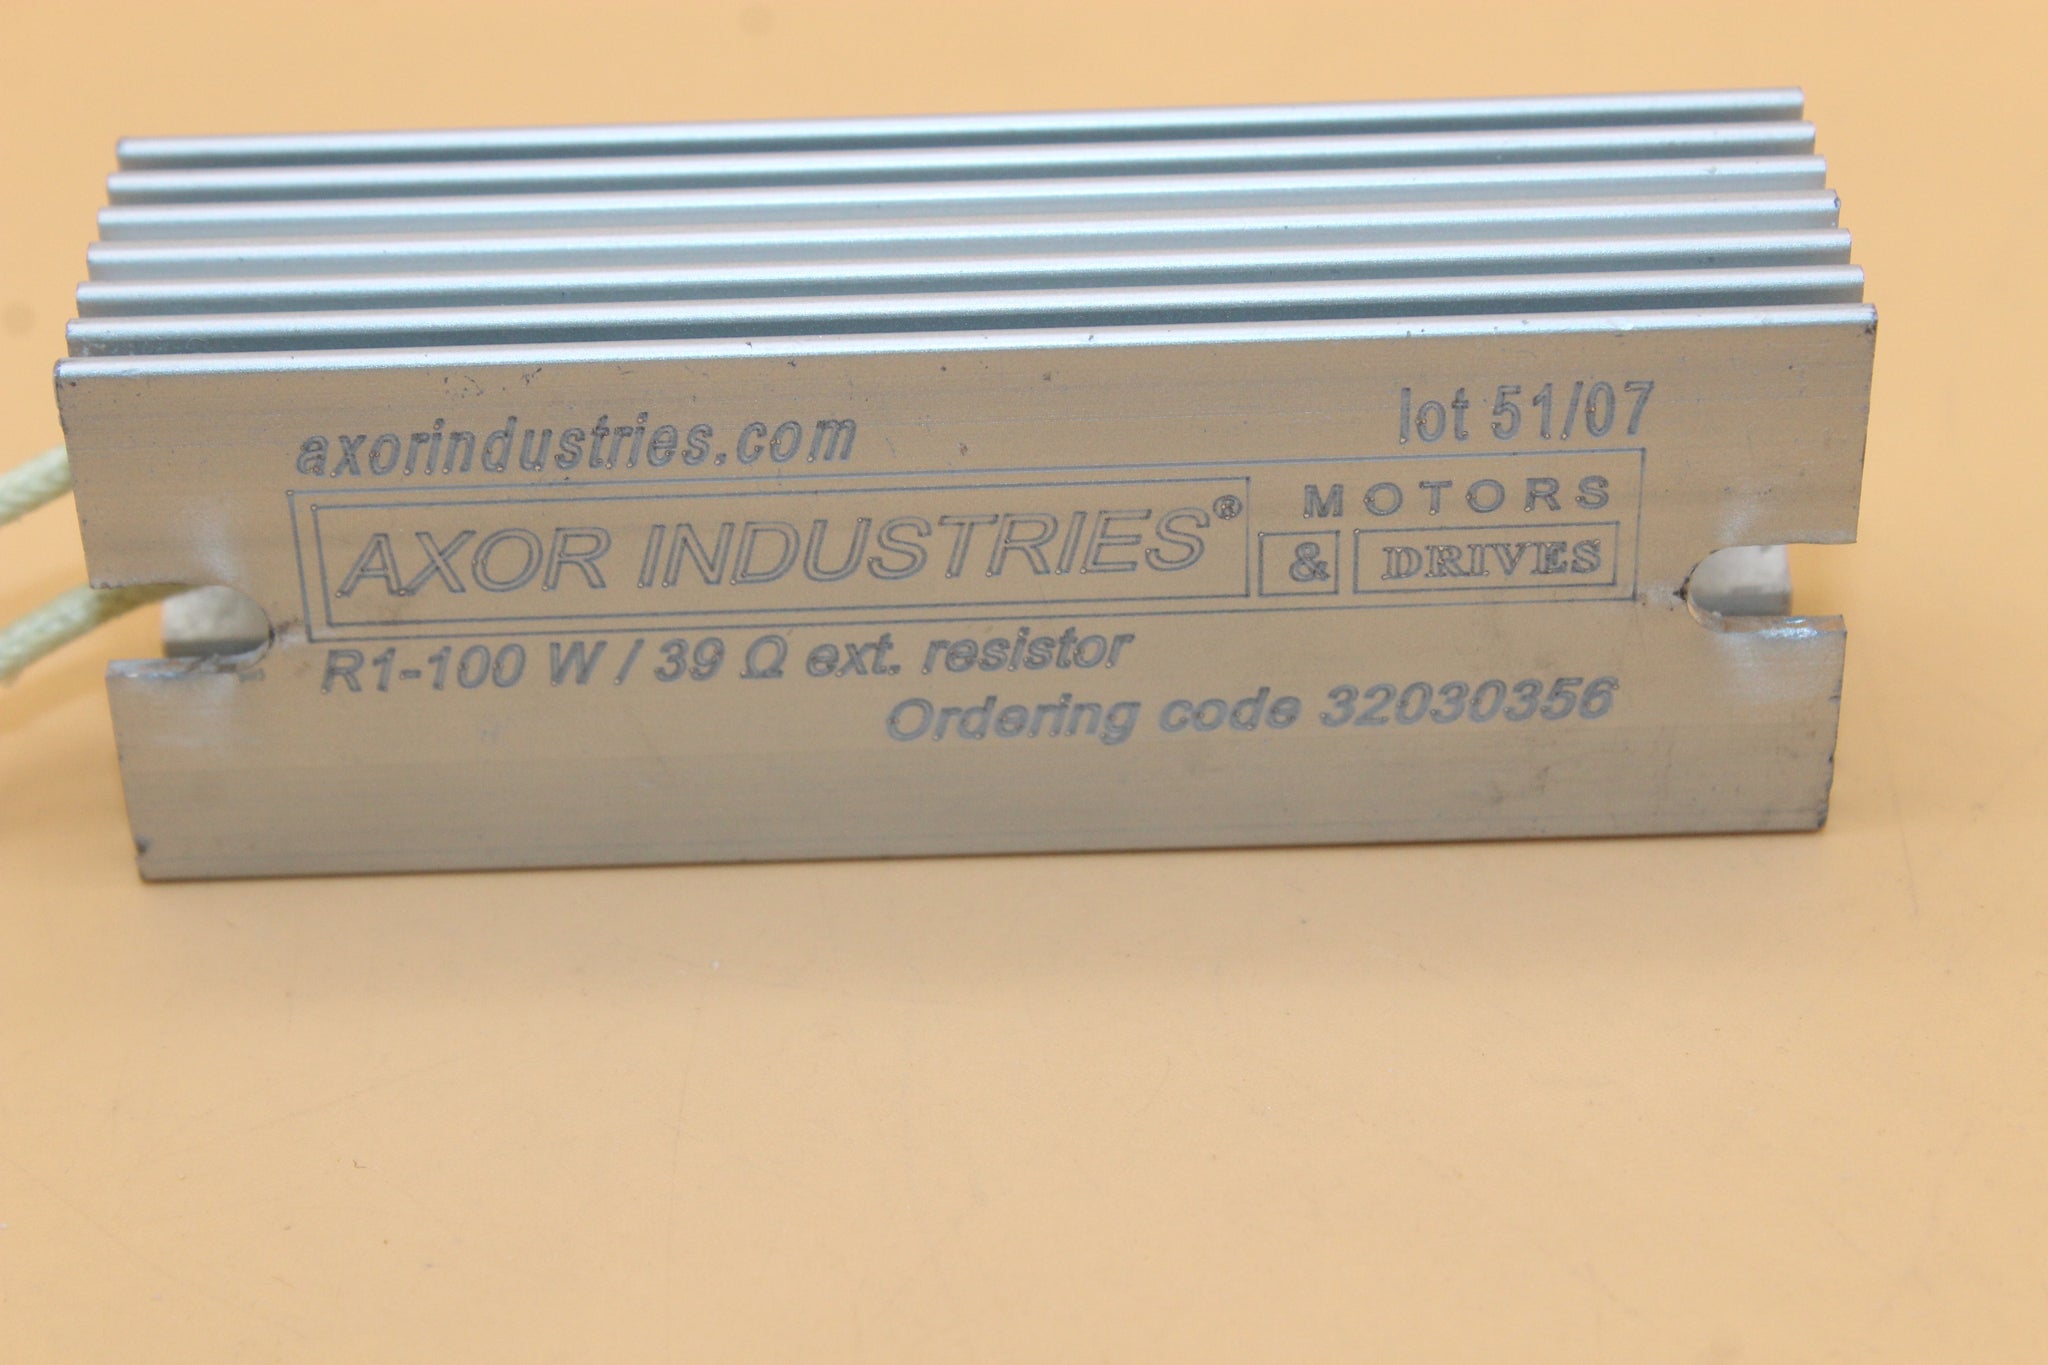 axorindustries.com lot 51/07
AXOR INDUSTRIES® MOTORS
& DRIVES
R1-100 W / 39 Ω ext. resistor
Ordering code 32030356